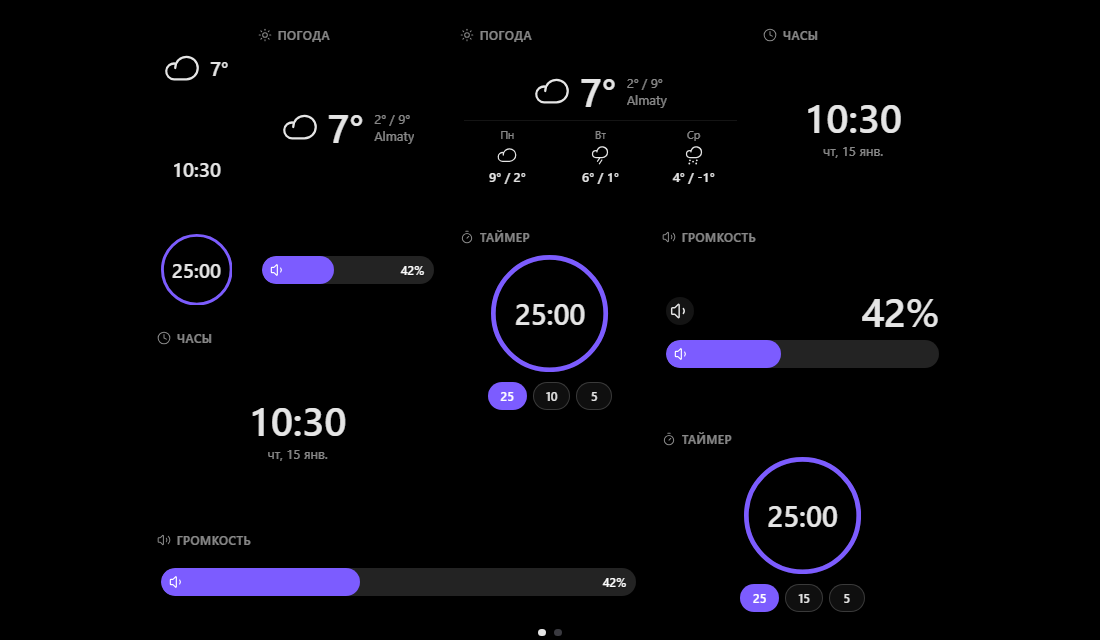 7°
10:30
ПОГОДА
7°
2° / 9°
Almaty
ПОГОДА
7°
2° / 9°
Almaty
Пн
Вт
Ср
9° / 2°
6° / 1°
4° / -1°
ЧАСЫ
10:30
чт, 15 янв.
25:00
42%
ТАЙМЕР
25:00
25
10
5
ГРОМКОСТЬ
42%
ЧАСЫ
10:30
чт, 15 янв.
ТАЙМЕР
25:00
25
15
5
ГРОМКОСТЬ
42%